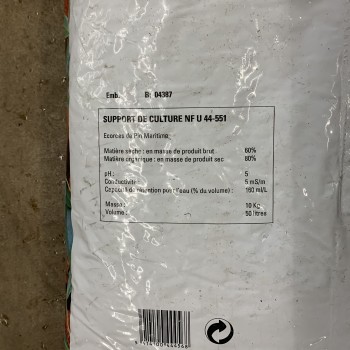 Emb. B: 04387
SUPPORT DE CULTURE NF U 44-551
Ecorces de Pin Maritime
Matière sèche : en masse de produit brut 60%
Matière organique : en masse de produit sec 80%
pH : 5
Conductivité : 5 mS/m
Capacité de rétention pour l'eau (% du volume) : 150 ml/L
Masse : 10 Kg
Volume : 50 litres